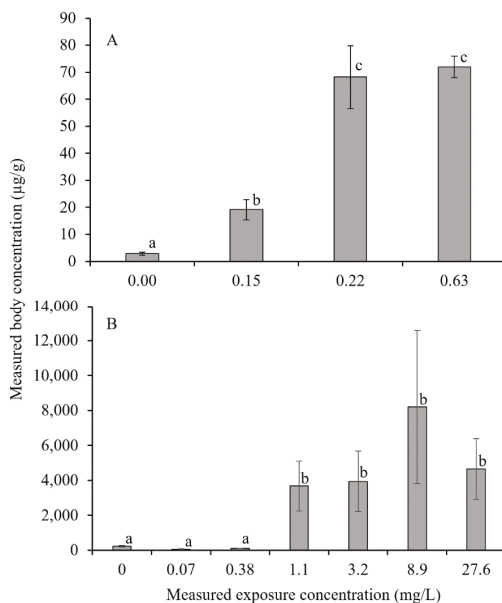 Measured body concentration (µg/g)
A
90
80
70
60
50
40
30
20
10
0
a
b
c
c
0.00 0.15 0.22 0.63
B
14,000
12,000
10,000
8,000
6,000
4,000
2,000
0
a a a b b b b
0 0.07 0.38 1.1 3.2 8.9 27.6
Measured exposure concentration (mg/L)